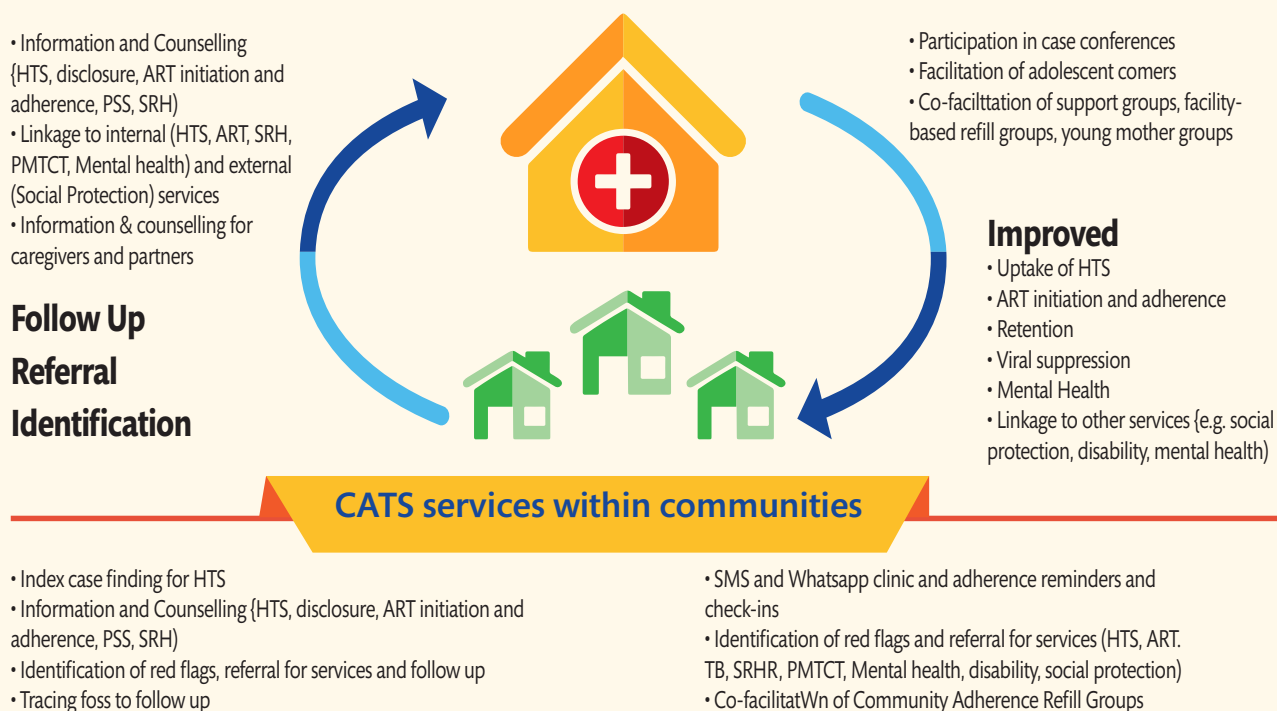 • Information and Counselling
{HTS, disclosure, ART initiation and
adherence, PSS, SRH)
• Linkage to internal (HTS, ART, SRH,
PMTCT, Mental health) and external
(Social Protection) services
• Information & counselling for
caregivers and partners
Follow Up
Referral
Identification
• Participation in case conferences
• Facilitation of adolescent comers
• Co-facilttation of support groups, facility-
based refill groups, young mother groups
Improved
• Uptake of HTS
• ART initiation and adherence
• Retention
• Viral suppression
• Mental Health
• Linkage to other services {e.g. social
protection, disability, mental health)
CATS services within communities
• Index case finding for HTS
• Information and Counselling {HTS, disclosure, ART initiation and
adherence, PSS, SRH)
• Identification of red flags, referral for services and follow up
• Tracing foss to follow up
• SMS and Whatsapp clinic and adherence reminders and
check-ins
• Identification of red flags and referral for services (HTS, ART.
TB, SRHR, PMTCT, Mental health, disability, social protection)
• Co-facilitatWn of Community Adherence Refill Groups